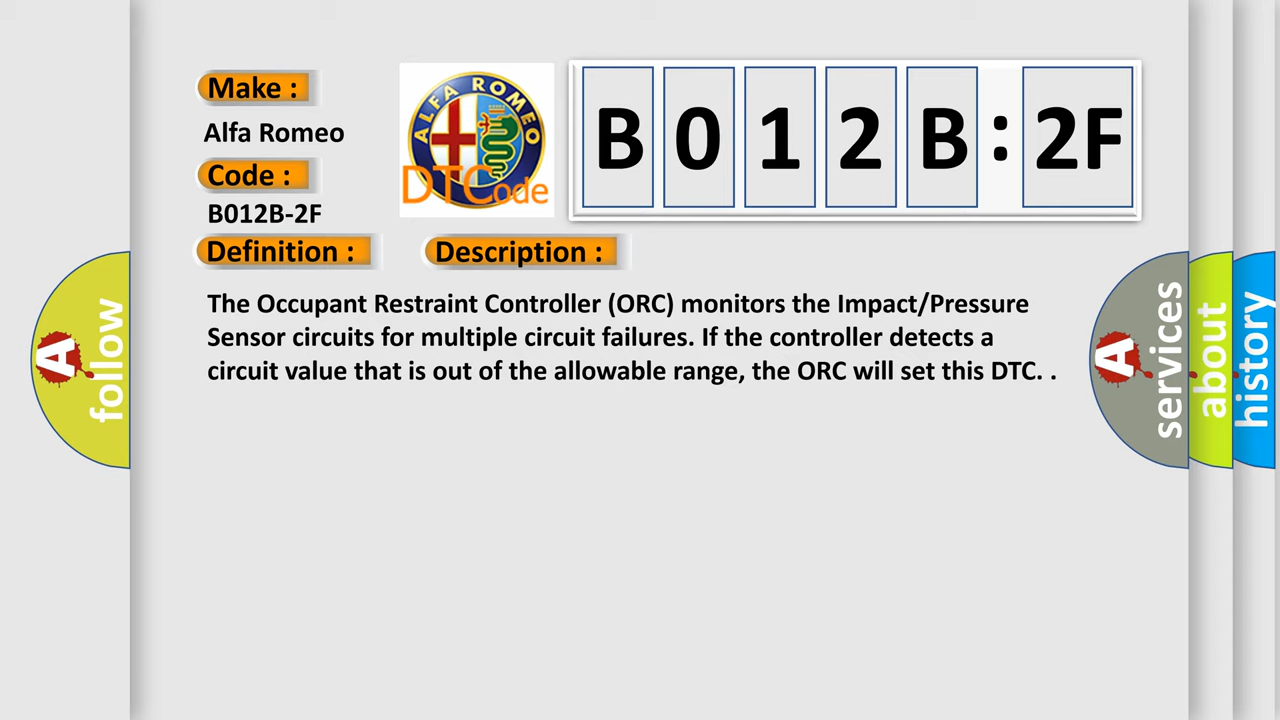 Make :
Alfa Romeo
Code :
B012B-2F
ALFA ROMEO
DTCode
B 0 1 2 B : 2F
Definition :
Description :
The Occupant Restraint Controller (ORC) monitors the Impact/Pressure
Sensor circuits for multiple circuit failures. If the controller detects a
circuit value that is out of the allowable range, the ORC will set this DTC. .
A follow
A services
about
history